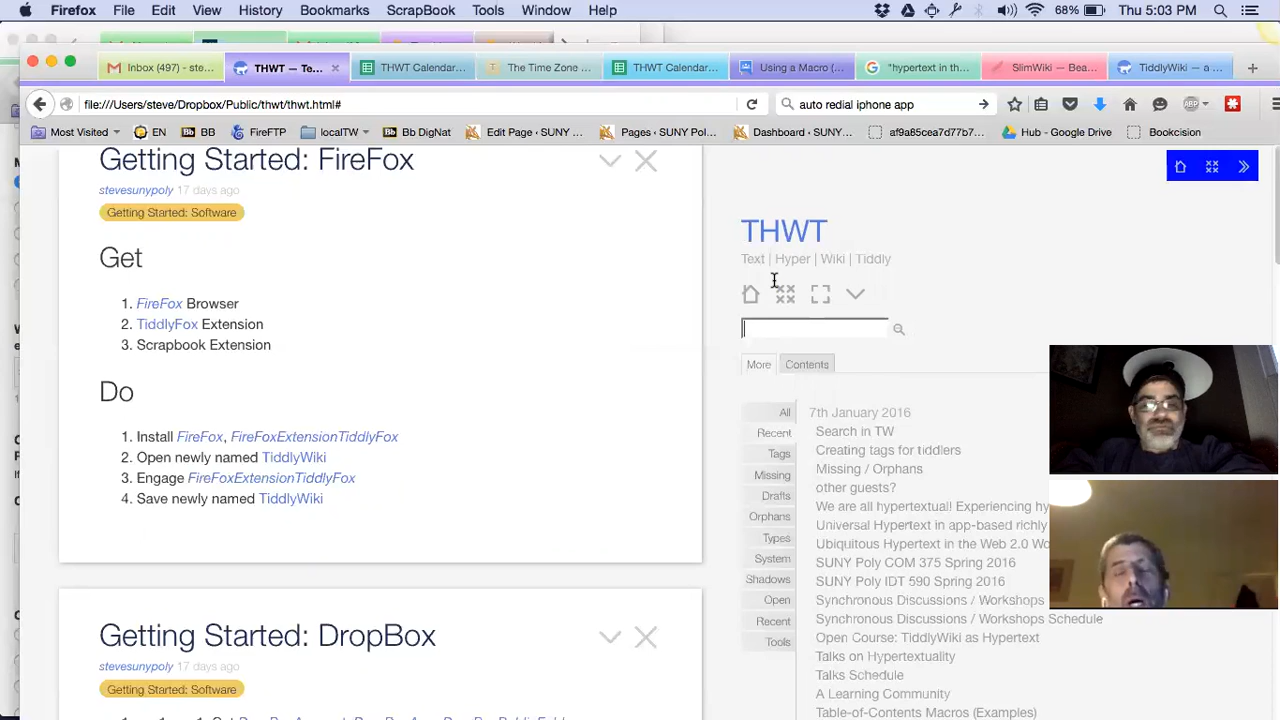 Firefox File Edit View History Bookmarks ScrapBook Tools Window Help 68% Thu 5:03 PM
Inbox (497) - ste... THWT — Te... THWT Calendar... The Time Zone ... THWT Calendar... Using a Macro (... "hypertext in th... SlimWiki — Bea... TiddlyWiki — a ...
file:///Users/steve/Dropbox/Public/thwt/thwt.html# auto redial iphone app
Most Visited EN BB FireFTP localTW Bb DigNat Edit Page ‹ SUNY ... Pages ‹ SUNY Pol... Dashboard ‹ SUNY... af9a85cea7d77b7... Hub - Google Drive Bookcision
Getting Started: FireFox
stevesunypoly 17 days ago
Getting Started: Software
Get
1. FireFox Browser
2. TiddlyFox Extension
3. Scrapbook Extension
Do
1. Install FireFox, FireFoxExtensionTiddlyFox
2. Open newly named TiddlyWiki
3. Engage FireFoxExtensionTiddlyFox
4. Save newly named TiddlyWiki
Getting Started: DropBox
stevesunypoly 17 days ago
Getting Started: Software
THWT
Text | Hyper | Wiki | Tiddly
More Contents
All
Recent
Tags
Missing
Drafts
Orphans
Types
System
Shadows
Open
Recent
Tools
7th January 2016
Search in TW
Creating tags for tiddlers
Missing / Orphans
other guests?
We are all hypertextual! Experiencing hy
Universal Hypertext in app-based richly
Ubiquitous Hypertext in the Web 2.0 Wo
SUNY Poly COM 375 Spring 2016
SUNY Poly IDT 590 Spring 2016
Synchronous Discussions / Workshops
Synchronous Discussions / Workshops Schedule
Open Course: TiddlyWiki as Hypertext
Talks on Hypertextuality
Talks Schedule
A Learning Community
Table-of-Contents Macros (Examples)